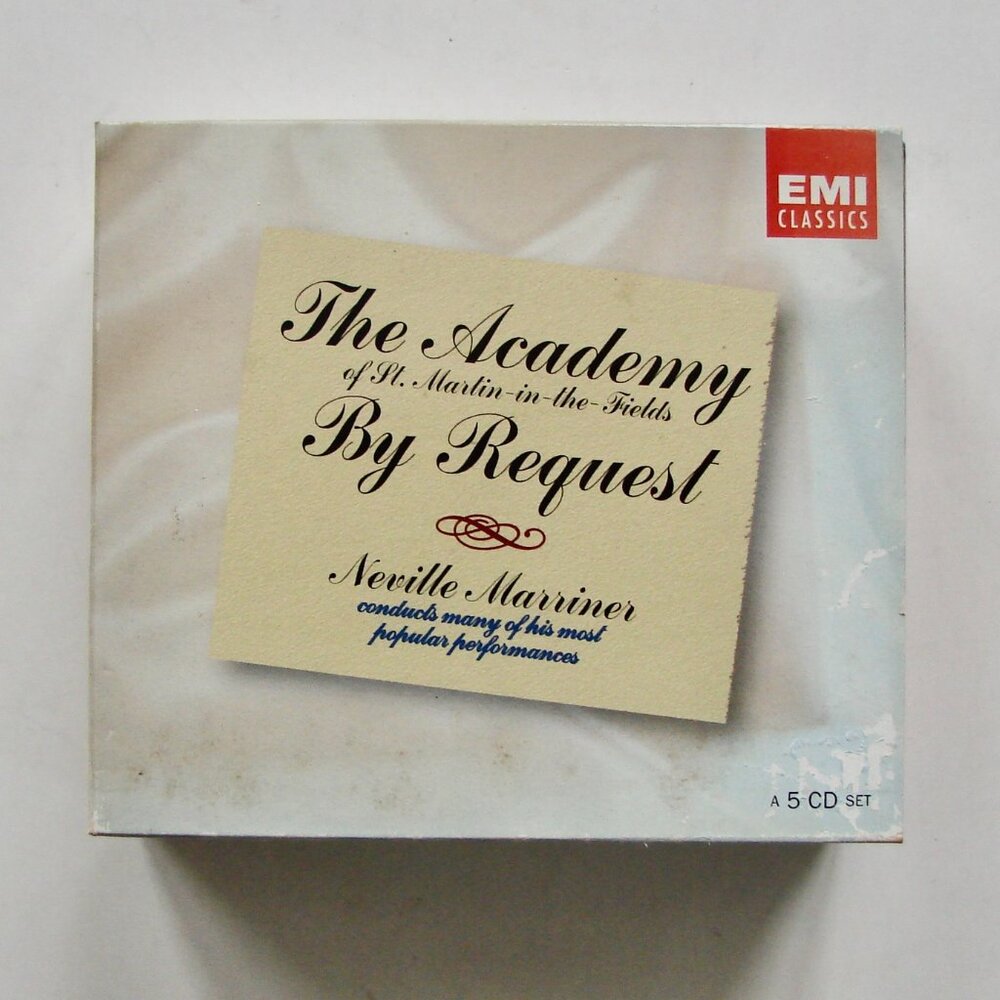 EMI
CLASSICS
The Academy
of St. Martin-in-the-Fields
By Request
Neville Marriner
conducts many of his most
popular performances
A 5 CD SET